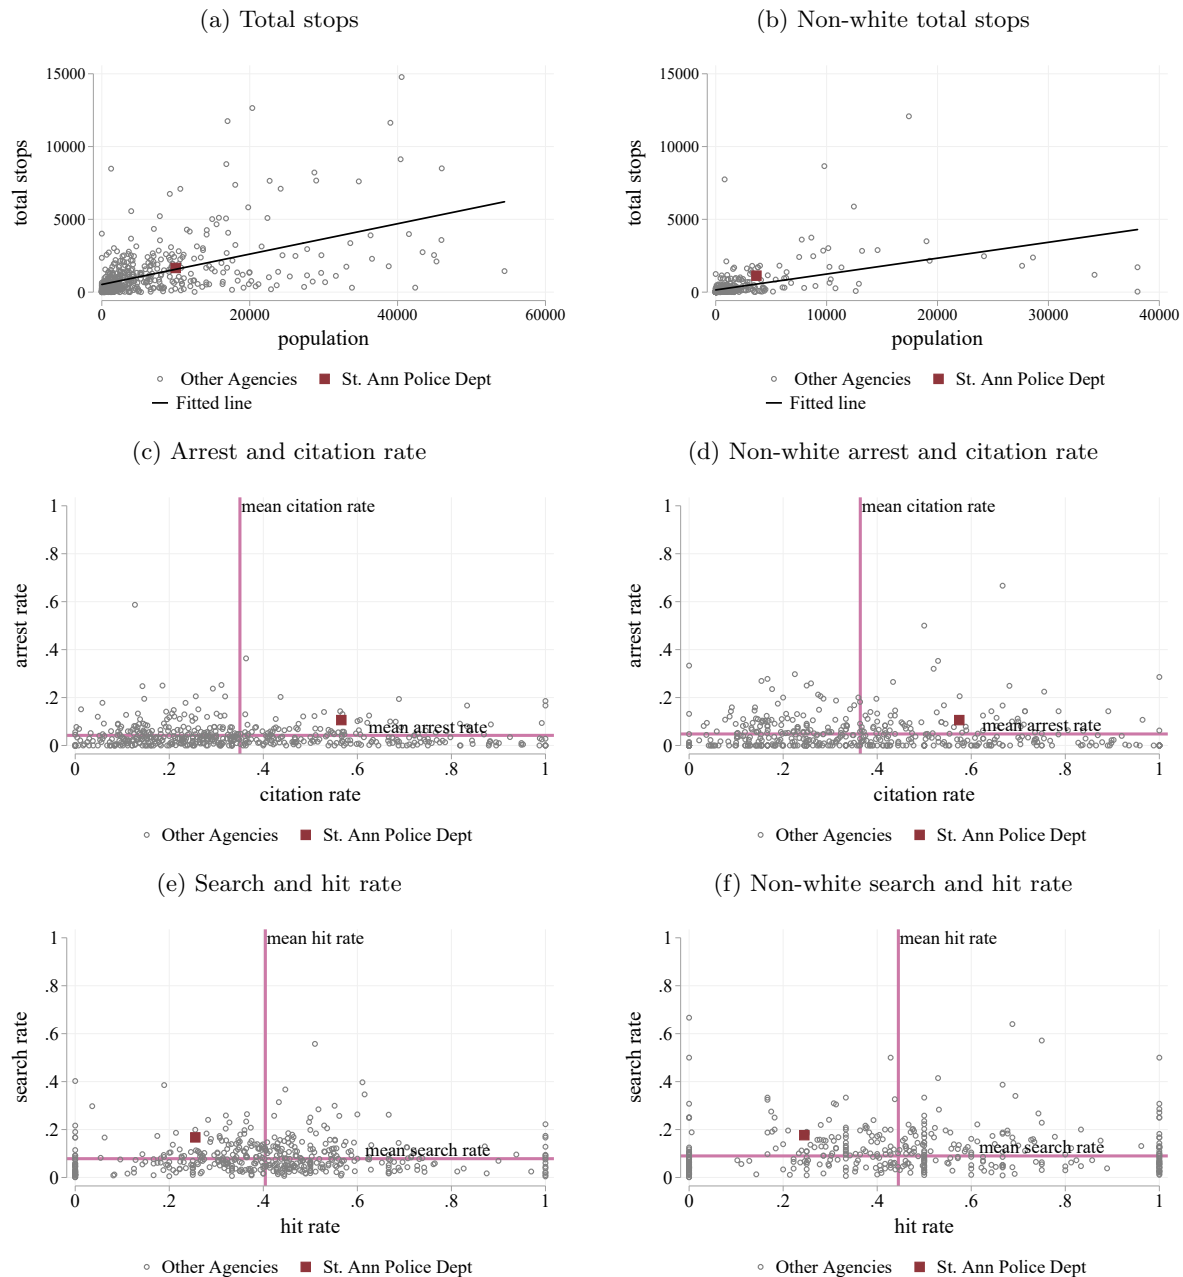 (a) Total stops
(b) Non-white total stops
15000
10000
5000
0
total stops
0
20000
40000
60000
population
Other Agencies
St. Ann Police Dept
Fitted line
15000
10000
5000
0
total stops
0
10000
20000
30000
40000
population
Other Agencies
St. Ann Police Dept
Fitted line
(c) Arrest and citation rate
(d) Non-white arrest and citation rate
1
.8
.6
.4
.2
0
arrest rate
mean citation rate
mean arrest rate
0
.2
.4
.6
.8
1
citation rate
Other Agencies
St. Ann Police Dept
1
.8
.6
.4
.2
0
arrest rate
mean citation rate
mean arrest rate
0
.2
.4
.6
.8
1
citation rate
Other Agencies
St. Ann Police Dept
(e) Search and hit rate
(f) Non-white search and hit rate
1
.8
.6
.4
.2
0
search rate
mean hit rate
mean search rate
0
.2
.4
.6
.8
1
hit rate
Other Agencies
St. Ann Police Dept
1
.8
.6
.4
.2
0
search rate
mean hit rate
mean search rate
0
.2
.4
.6
.8
1
hit rate
Other Agencies
St. Ann Police Dept